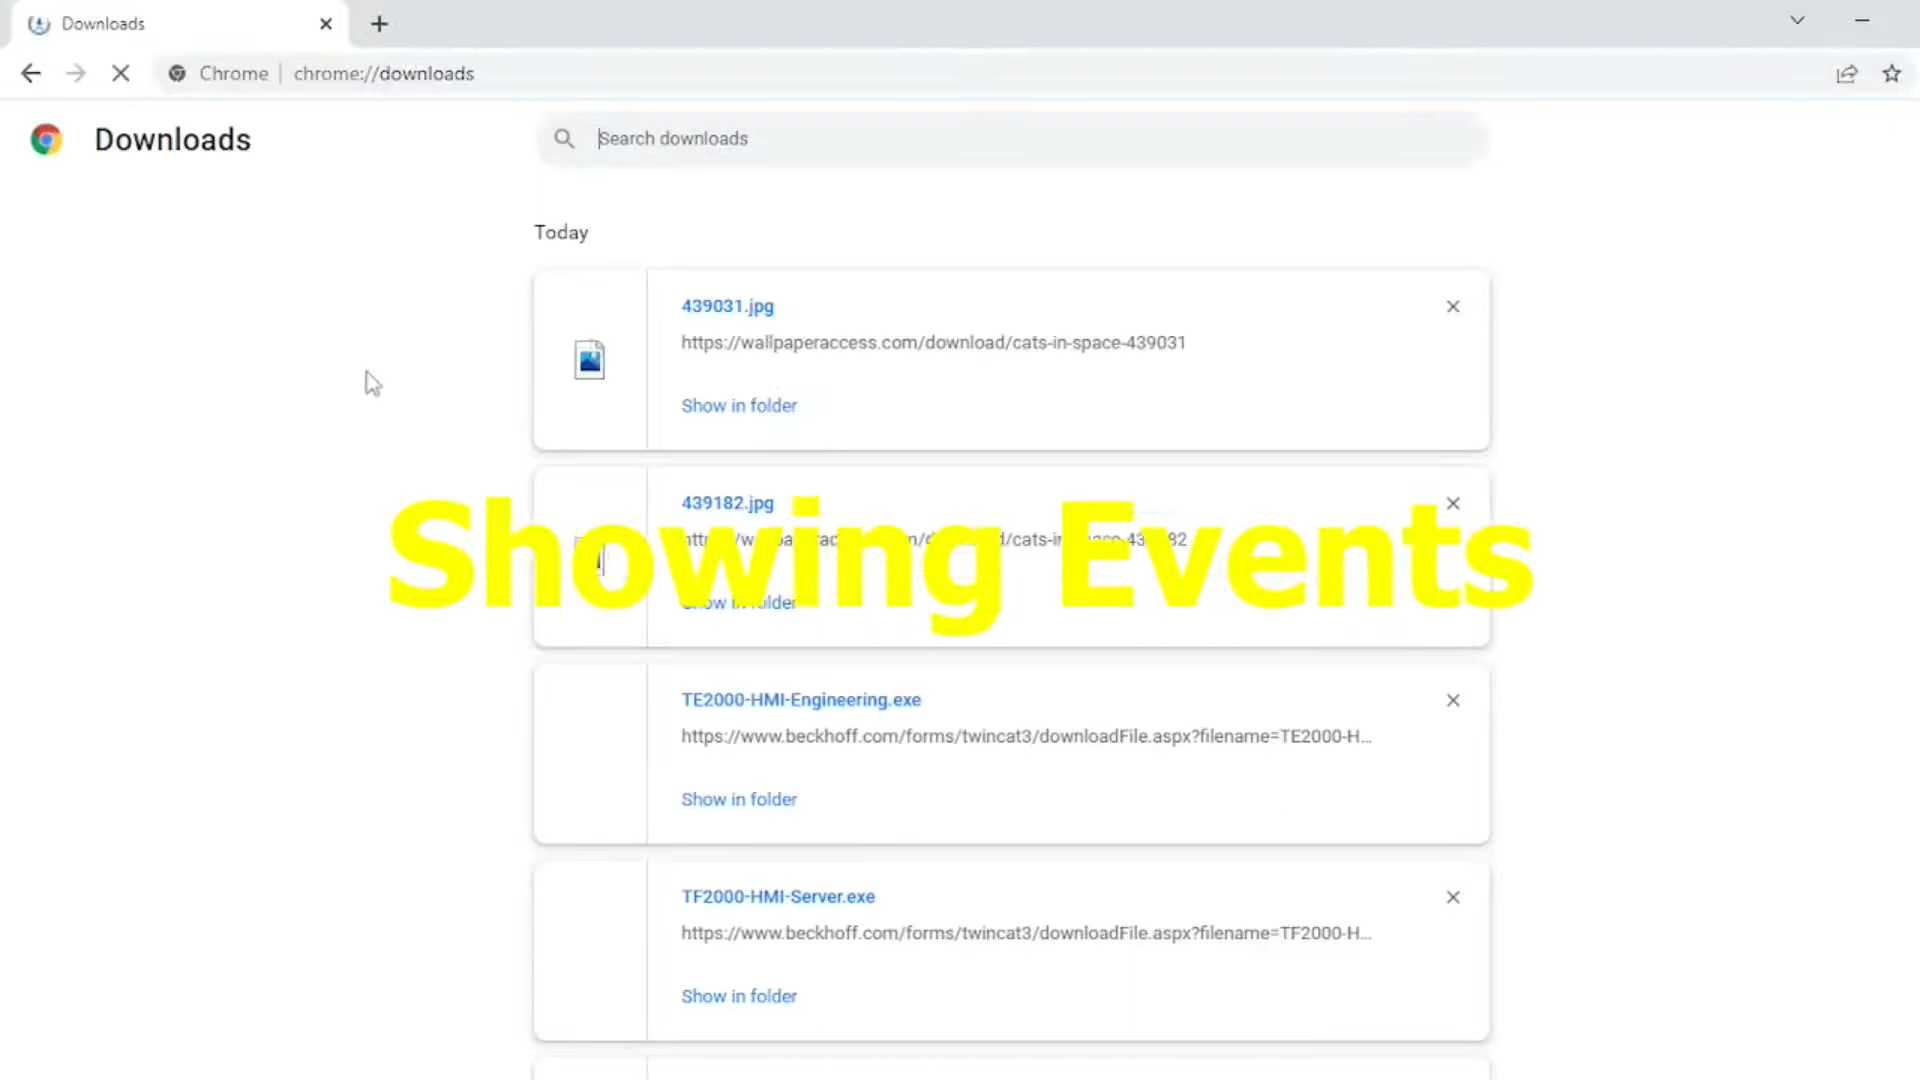 Downloads
Chrome | chrome://downloads
Downloads
Search downloads
Today
439031.jpg
https://wallpaperaccess.com/download/cats-in-space-439031
Show in folder
439182.jpg
Showing Events
Show in folder
TE2000-HMI-Engineering.exe
https://www.beckhoff.com/forms/twincat3/downloadFile.aspx?filename=TE2000-H...
Show in folder
TF2000-HMI-Server.exe
https://www.beckhoff.com/forms/twincat3/downloadFile.aspx?filename=TF2000-H...
Show in folder